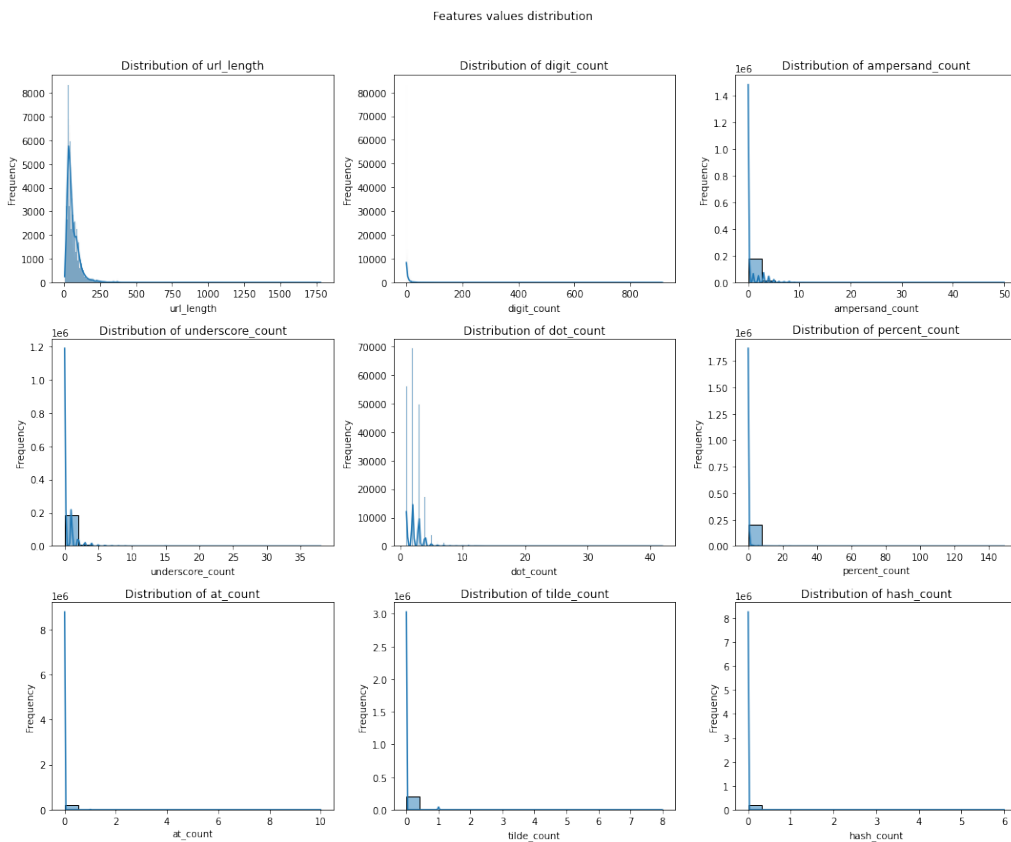 Features values distribution
Distribution of url_length
8000
7000
6000
5000
4000
3000
2000
1000
0
Frequency
0 250 500 750 1000 1250 1500 1750
url_length
Distribution of digit_count
80000
70000
60000
50000
40000
30000
20000
10000
0
Frequency
0 200 400 600 800
digit_count
Distribution of ampersand_count
1e6
1.4
1.2
1.0
0.8
0.6
0.4
0.2
0.0
Frequency
0 10 20 30 40 50
ampersand_count
Distribution of underscore_count
1e6
1.2
1.0
0.8
0.6
0.4
0.2
0.0
Frequency
0 5 10 15 20 25 30 35
underscore_count
Distribution of dot_count
70000
60000
50000
40000
30000
20000
10000
0
Frequency
0 10 20 30 40
dot_count
Distribution of percent_count
1e6
1.75
1.50
1.25
1.00
0.75
0.50
0.25
0.00
Frequency
0 20 40 60 80 100 120 140
percent_count
Distribution of at_count
1e6
8
6
4
2
0
Frequency
0 2 4 6 8 10
at_count
Distribution of tilde_count
1e6
3.0
2.5
2.0
1.5
1.0
0.5
0.0
Frequency
0 1 2 3 4 5 6 7 8
tilde_count
Distribution of hash_count
1e6
8
7
6
5
4
3
2
1
0
Frequency
0 1 2 3 4 5 6
hash_count